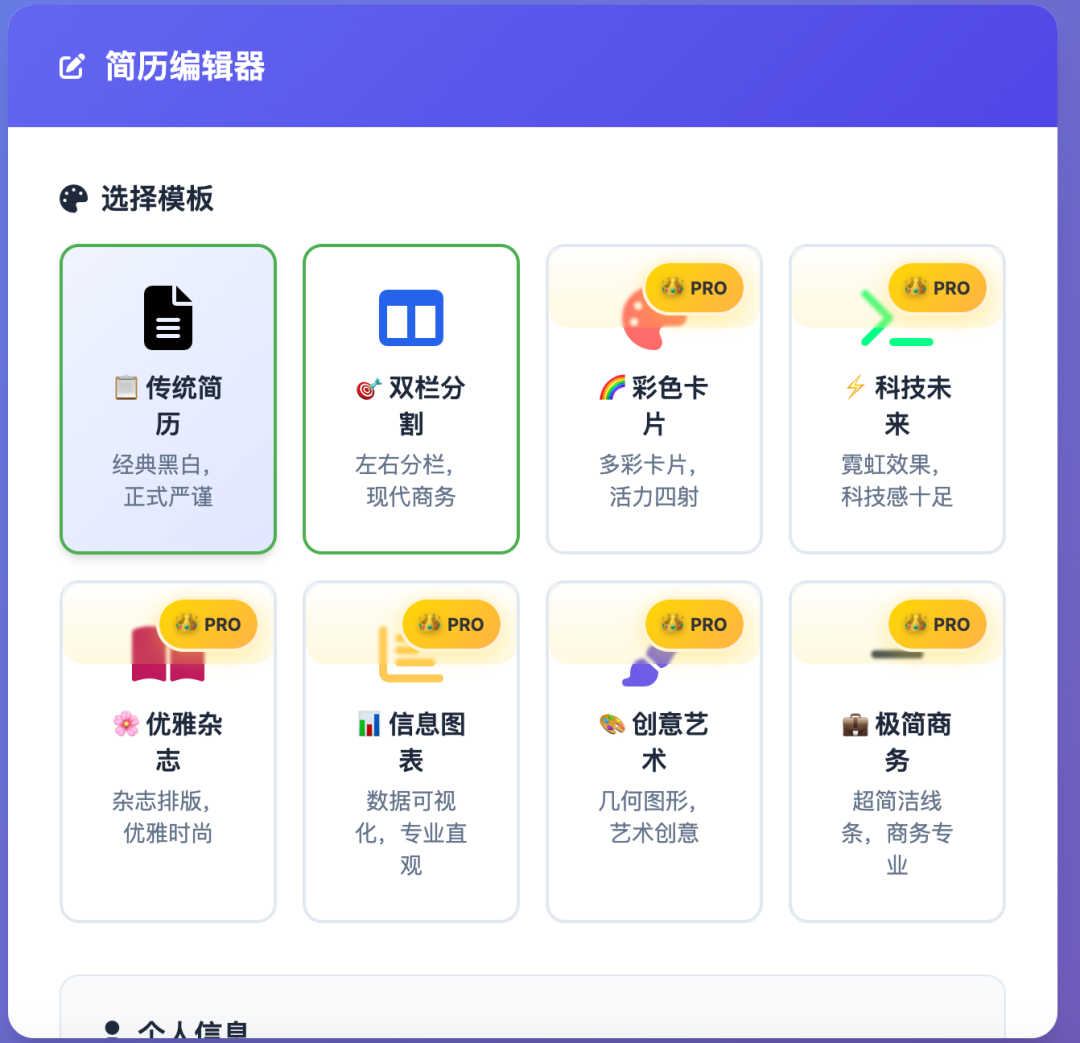 简历编辑器
选择模板
PRO
PRO
📋 传统简
历
经典黑白，
正式严谨
🎯 双栏分
割
左右分栏，
现代商务
🌈 彩色卡
片
多彩卡片，
活力四射
⚡ 科技未
来
霓虹效果，
科技感十足
PRO
PRO
PRO
PRO
🌸 优雅杂
志
杂志排版，
优雅时尚
📊 信息图
表
数据可视
化，专业直
观
🎨 创意艺
术
几何图形，
艺术创意
💼 极简商
务
超简洁线
条，商务专
业
个人信息